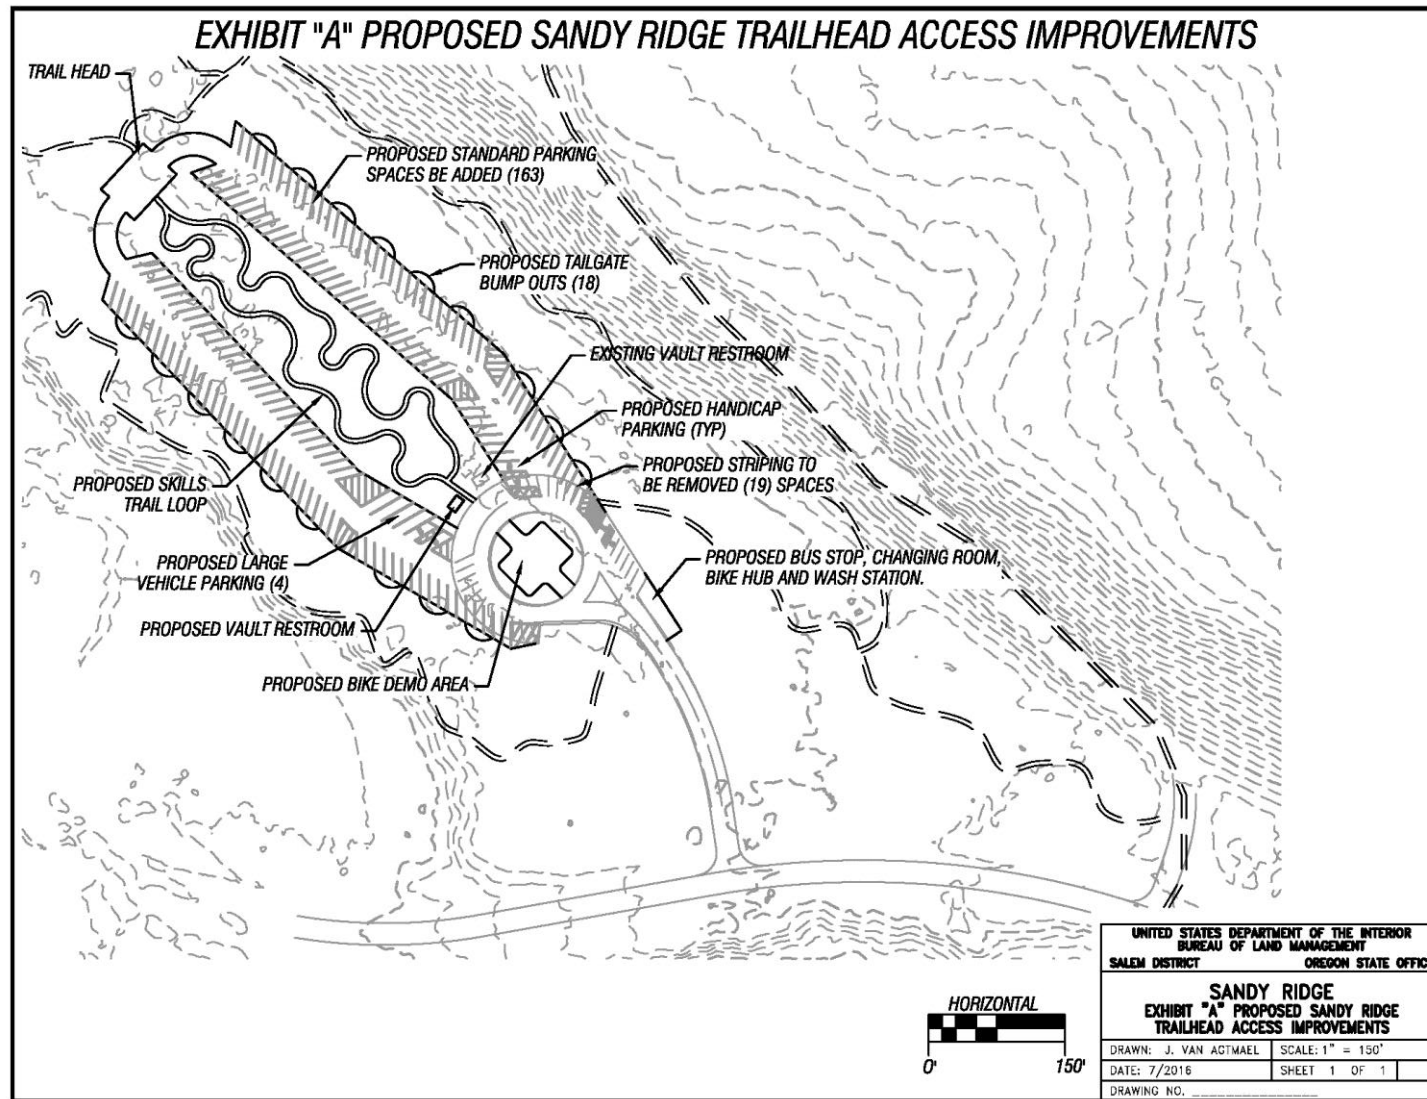 EXHIBIT "A" PROPOSED SANDY RIDGE TRAILHEAD ACCESS IMPROVEMENTS
TRAIL HEAD
PROPOSED STANDARD PARKING
SPACES BE ADDED (163)
PROPOSED TAILGATE
BUMP OUTS (18)
EXISTING VAULT RESTROOM
PROPOSED HANDICAP
PARKING (TYP)
PROPOSED STRIPING TO
BE REMOVED (19) SPACES
PROPOSED SKILLS
TRAIL LOOP
PROPOSED LARGE
VEHICLE PARKING (4)
PROPOSED BUS STOP, CHANGING ROOM,
BIKE HUB AND WASH STATION.
PROPOSED VAULT RESTROOM
PROPOSED BIKE DEMO AREA
HORIZONTAL
0' 150'
UNITED STATES DEPARTMENT OF THE INTERIOR
BUREAU OF LAND MANAGEMENT
SALEM DISTRICT OREGON STATE OFFIC
SANDY RIDGE
EXHIBIT "A" PROPOSED SANDY RIDGE
TRAILHEAD ACCESS IMPROVEMENTS
DRAWN: J. VAN AGTMAEL SCALE: 1" = 150'
DATE: 7/2016 SHEET 1 OF 1
DRAWING NO.